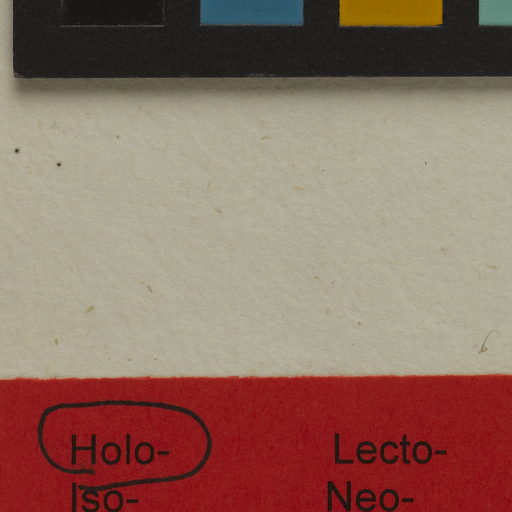 Holo- Lecto-
Iso- Neo-